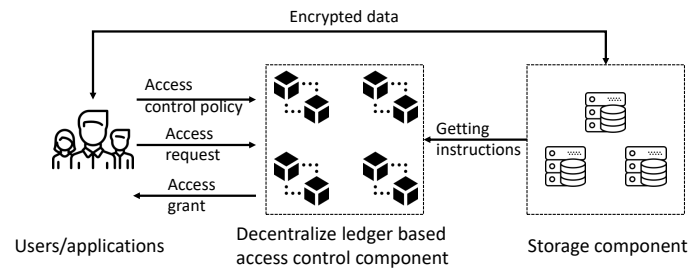 Encrypted data
Access
control policy
Access
request
Access
grant
Getting
instructions
Users/applications
Decentralize ledger based
access control component
Storage component